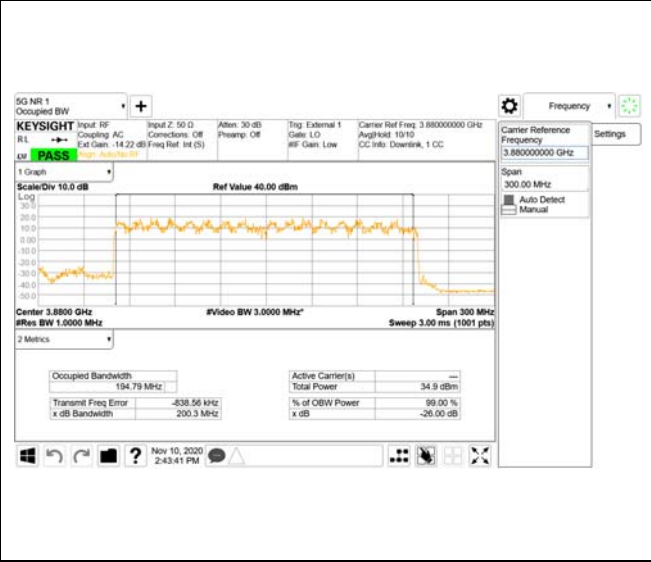 5G NR 1
Occupied BW
Frequency
KEYSIGHT Input: RF Input Z: 50 Ω Atten: 30 dB Trig: External 1 Carrier Ref Freq: 3.880000000 GHz
RL Coupling: AC Corrections: Off Preamp: Off Gate: LO Avg|Hold: 10/10
Ext Gain: -14.22 dB Freq Ref: Int (S) #IF Gain: Low CC Info: Downlink, 1 CC
PASS Align: Auto/No RF
Carrier Reference
Frequency
3.880000000 GHz
Settings
Span
300.00 MHz
Auto Detect
Manual
1 Graph
Scale/Div 10.0 dB Ref Value 40.00 dBm
Log
30.0
20.0
10.0
0.00
-10.0
-20.0
-30.0
-40.0
-50.0
Center 3.8800 GHz #Video BW 3.0000 MHz* Span 300 MHz
#Res BW 1.0000 MHz Sweep 3.00 ms (1001 pts)
2 Metrics
Occupied Bandwidth
194.79 MHz
Active Carrier(s) —
Total Power 34.9 dBm
Transmit Freq Error -838.56 kHz % of OBW Power 99.00 %
x dB Bandwidth 200.3 MHz x dB -26.00 dB
? Nov 10, 2020
2:43:41 PM